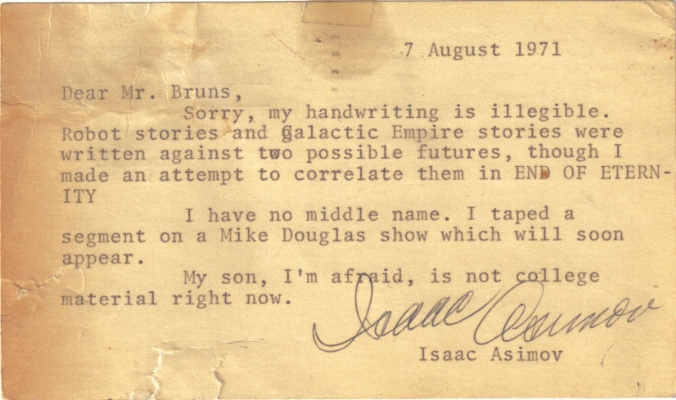 7 August 1971
Dear Mr. Bruns,
Sorry, my handwriting is illegible.
Robot stories and Galactic Empire stories were
written against two possible futures, though I
made an attempt to correlate them in END OF ETERN-
ITY
I have no middle name. I taped a
segment on a Mike Douglas show which will soon
appear.
My son, I'm afraid, is not college
material right now.
Isaac Asimov
Isaac Asimov